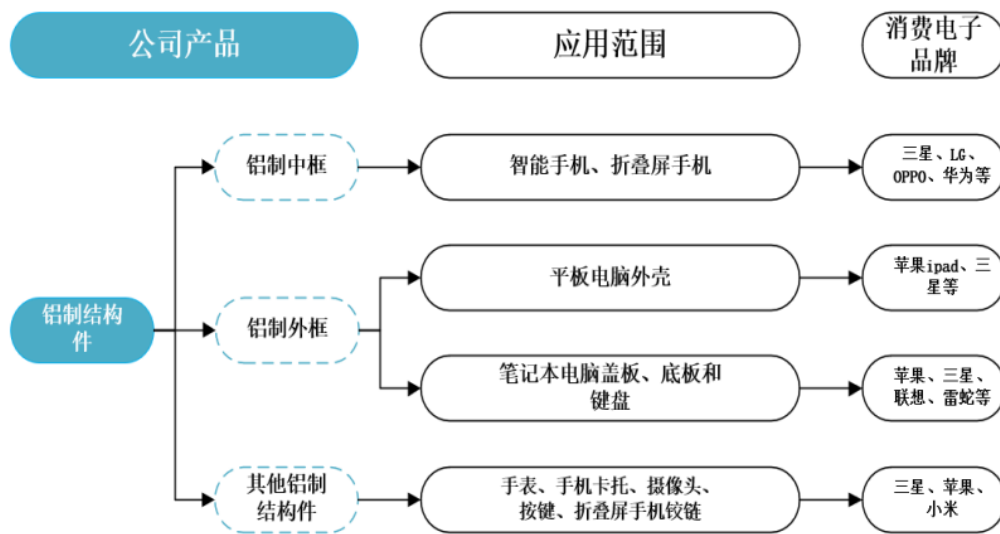 公司产品
应用范围
消费电子
品牌
铝制结构
件
铝制中框
智能手机、折叠屏手机
三星、LG、
OPPO、华为等
铝制外框
平板电脑外壳
苹果ipad、三
星等
笔记本电脑盖板、底板和
键盘
苹果、三星、
联想、雷蛇等
其他铝制
结构件
手表、手机卡托、摄像头、
按键、折叠屏手机铰链
三星、苹果、
小米